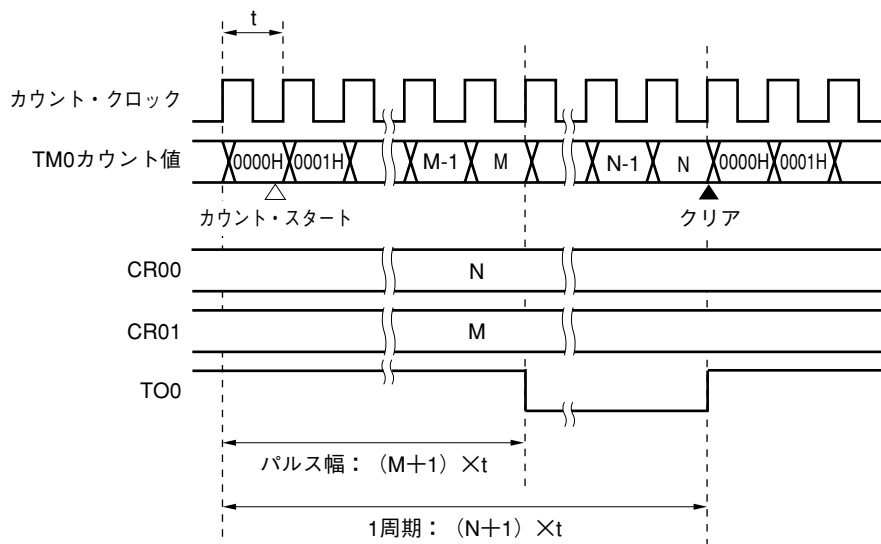 t
カウント・クロック
TM0カウント値
0000H 0001H M-1 M N-1 N 0000H 0001H
カウント・スタート クリア
CR00 N
CR01 M
TO0
パルス幅：（M＋1）×t
1周期：（N＋1）×t